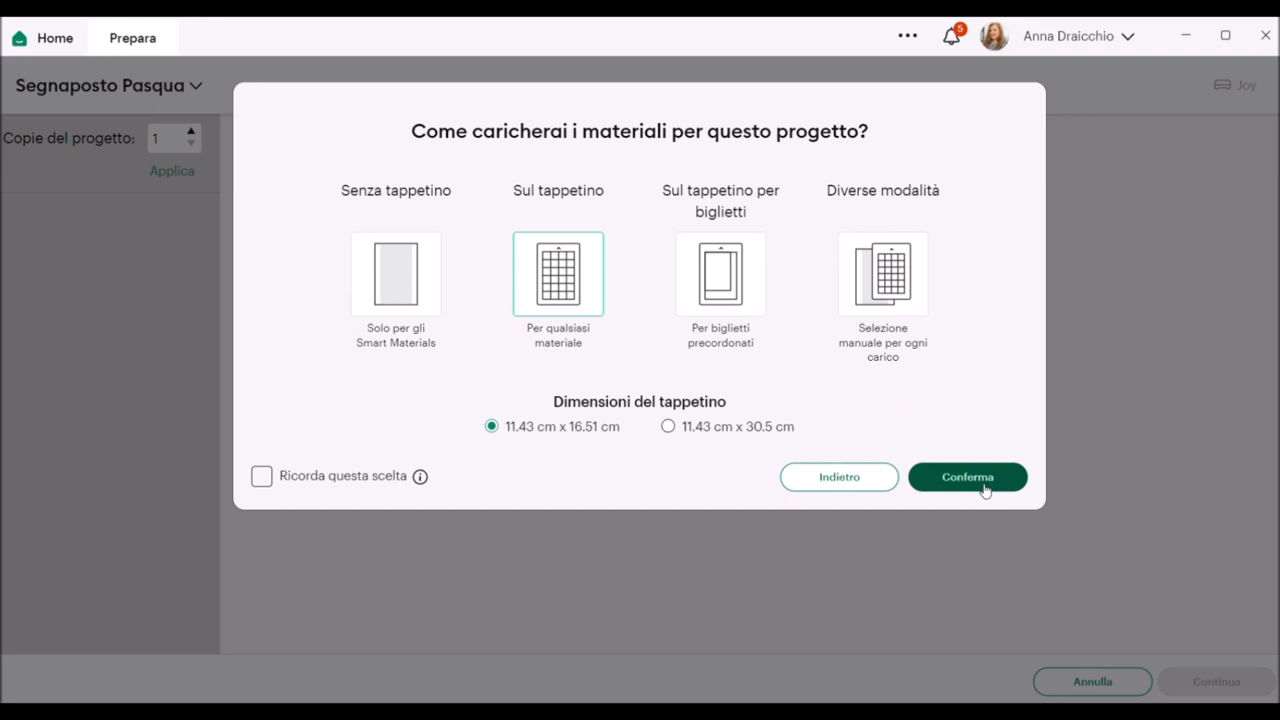 Home
Prepara
5
Anna Draicchio
Segnaposto Pasqua
Joy
Copie del progetto:
1
Applica
Come caricherai i materiali per questo progetto?
Senza tappetino
Solo per gli
Smart Materials
Sul tappetino
Per qualsiasi
materiale
Sul tappetino per
biglietti
Per biglietti
precordonati
Diverse modalità
Selezione
manuale per ogni
carico
Dimensioni del tappetino
11.43 cm x 16.51 cm
11.43 cm x 30.5 cm
Ricorda questa scelta
Indietro
Conferma
Annulla
Continua